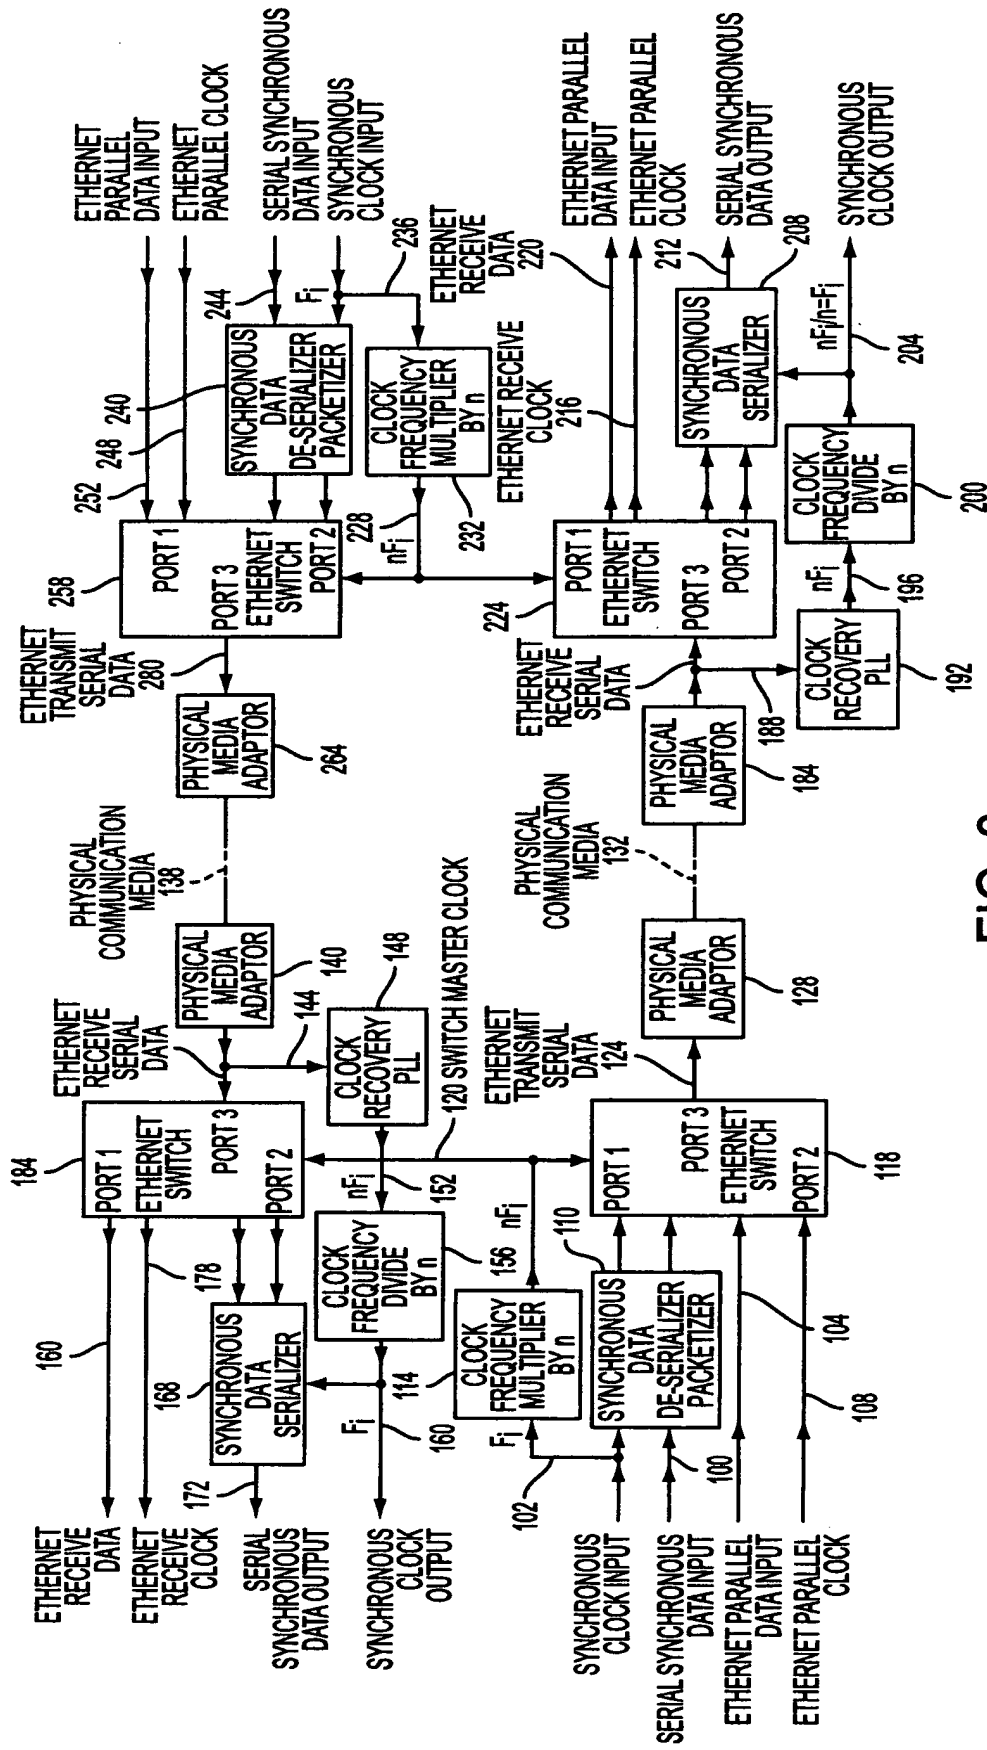 ETHERNET
RECEIVE
DATA
ETHERNET
RECEIVE
CLOCK
SERIAL
SYNCHRONOUS
DATA OUTPUT
SYNCHRONOUS
CLOCK
OUTPUT
160
178
172
168
SYNCHRONOUS
DATA
SERIALIZER
Fi
160
184
PORT 1
ETHERNET
SWITCH
PORT 3
PORT 2
CLOCK
FREQUENCY
DIVIDE
BY n
156
nFi
152
CLOCK
RECOVERY
PLL
148
144
ETHERNET
RECEIVE
SERIAL
DATA
PHYSICAL
MEDIA
ADAPTOR
140
PHYSICAL
COMMUNICATION
MEDIA
138
PHYSICAL
MEDIA
ADAPTOR
264
ETHERNET
TRANSMIT
SERIAL
DATA
280
258
PORT 1
PORT 3
ETHERNET
SWITCH
PORT 2
252
248
240
SYNCHRONOUS
DATA
DE-SERIALIZER
PACKETIZER
244
Fi
236
CLOCK
FREQUENCY
MULTIPLIER
BY n
232
228
nFi
ETHERNET
PARALLEL
DATA INPUT
ETHERNET
PARALLEL CLOCK
SERIAL SYNCHRONOUS
DATA INPUT
SYNCHRONOUS
CLOCK INPUT
SYNCHRONOUS
CLOCK INPUT
SERIAL SYNCHRONOUS
DATA INPUT
ETHERNET PARALLEL
DATA INPUT
ETHERNET PARALLEL
CLOCK
102
100
104
108
Fi
114
CLOCK
FREQUENCY
MULTIPLIER
BY n
nFi
120 SWITCH MASTER CLOCK
110
SYNCHRONOUS
DATA
DE-SERIALIZER
PACKETIZER
PORT 1
PORT 3
ETHERNET
SWITCH
PORT 2
118
ETHERNET
TRANSMIT
SERIAL
DATA
124
PHYSICAL
MEDIA
ADAPTOR
128
PHYSICAL
COMMUNICATION
MEDIA
132
PHYSICAL
MEDIA
ADAPTOR
184
ETHERNET
RECEIVE
SERIAL
DATA
188
CLOCK
RECOVERY
PLL
192
224
PORT 1
ETHERNET
SWITCH
PORT 3
PORT 2
nFi
196
CLOCK
FREQUENCY
DIVIDE
BY n
200
ETHERNET RECEIVE
CLOCK
216
ETHERNET
RECEIVE
DATA
220
SYNCHRONOUS
DATA
SERIALIZER
208
212
nFi/n=Fi
204
ETHERNET PARALLEL
DATA INPUT
ETHERNET PARALLEL
CLOCK
SERIAL SYNCHRONOUS
DATA OUTPUT
SYNCHRONOUS
CLOCK OUTPUT